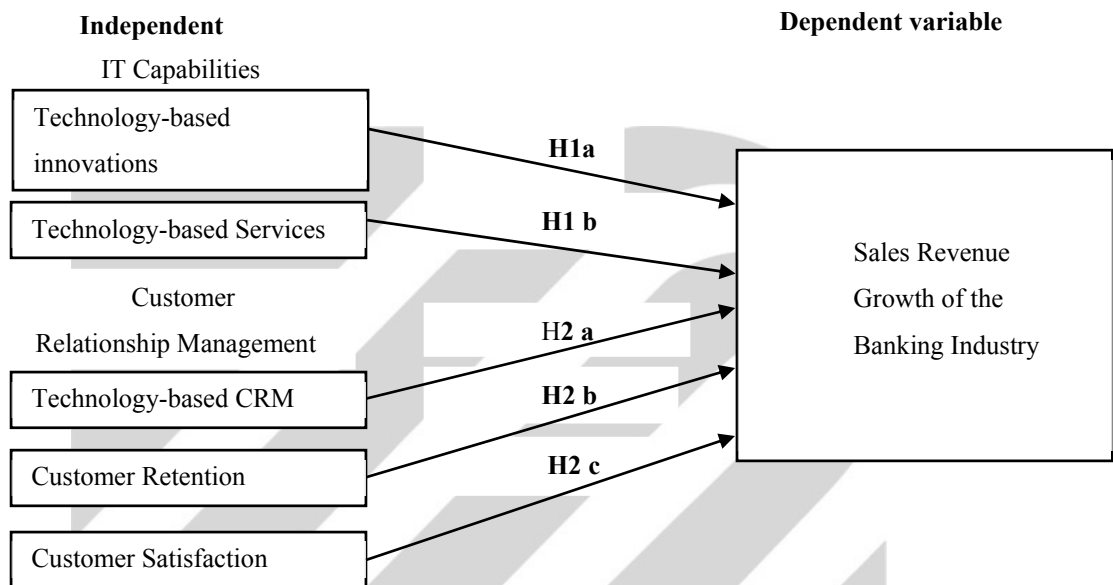 Independent
IT Capabilities
Technology-based
innovations
Technology-based Services
Customer
Relationship Management
Technology-based CRM
Customer Retention
Customer Satisfaction
H1a
H1 b
H2 a
H2 b
H2 c
Dependent variable
Sales Revenue
Growth of the
Banking Industry